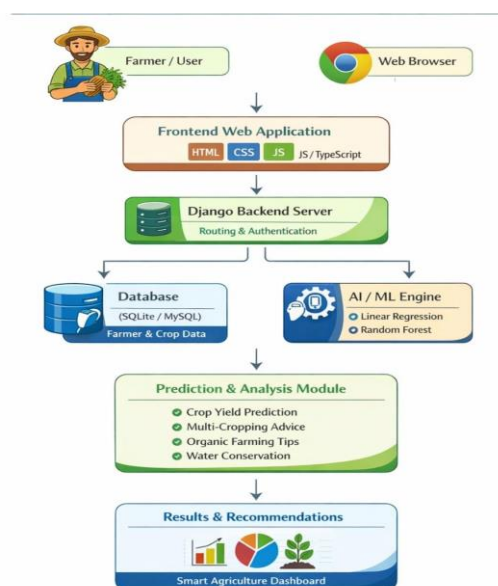 Farmer / User
Web Browser
Frontend Web Application
HTML CSS JS JS / TypeScript
Django Backend Server
Routing & Authentication
Database
(SQLite / MySQL)
Farmer & Crop Data
AI / ML Engine
Linear Regression
Random Forest
Prediction & Analysis Module
Crop Yield Prediction
Multi-Cropping Advice
Organic Farming Tips
Water Conservation
Results & Recommendations
Smart Agriculture Dashboard